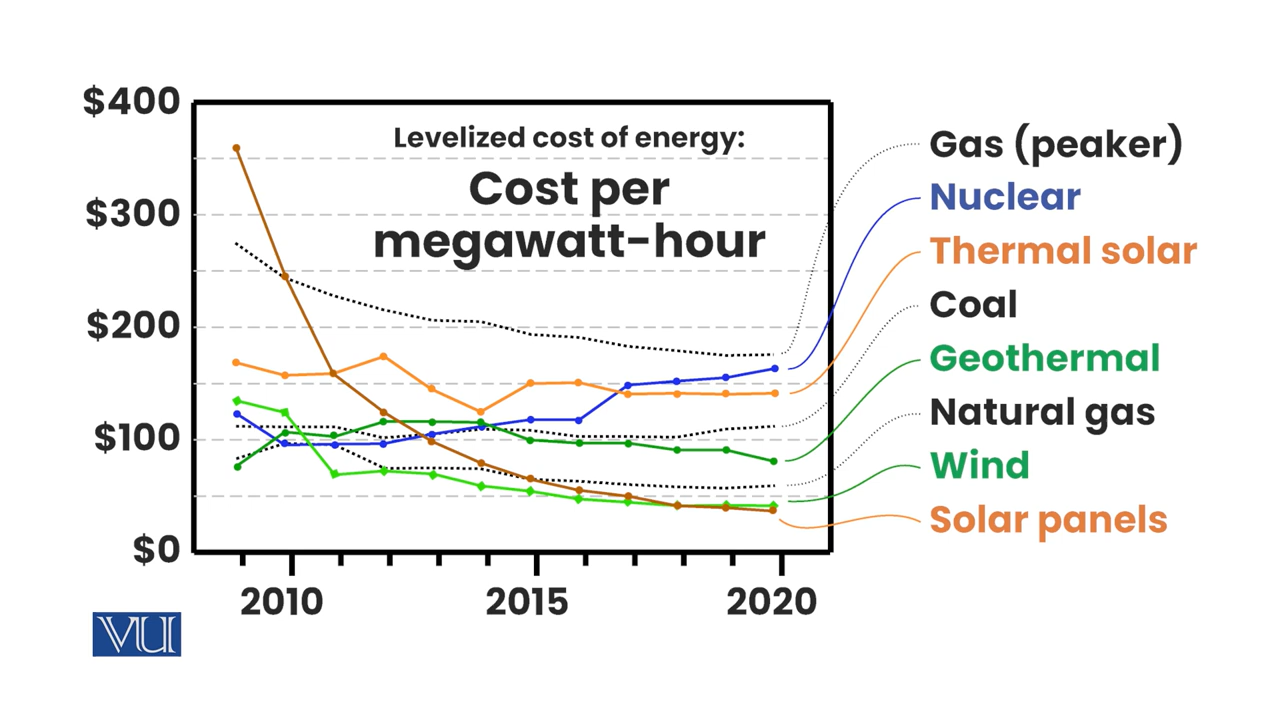 Levelized cost of energy:
Cost per
megawatt-hour
$400
$300
$200
$100
$0
2010 2015 2020
Gas (peaker)
Nuclear
Thermal solar
Coal
Geothermal
Natural gas
Wind
Solar panels
VU